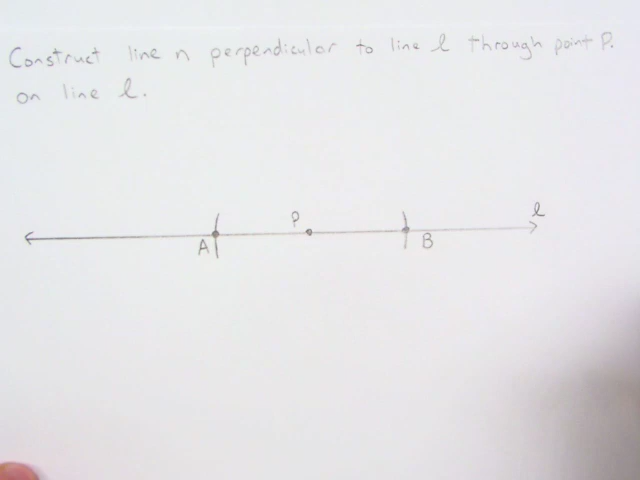 Construct line n perpendicular to line l through point P.
on line l.
P
l
A
B